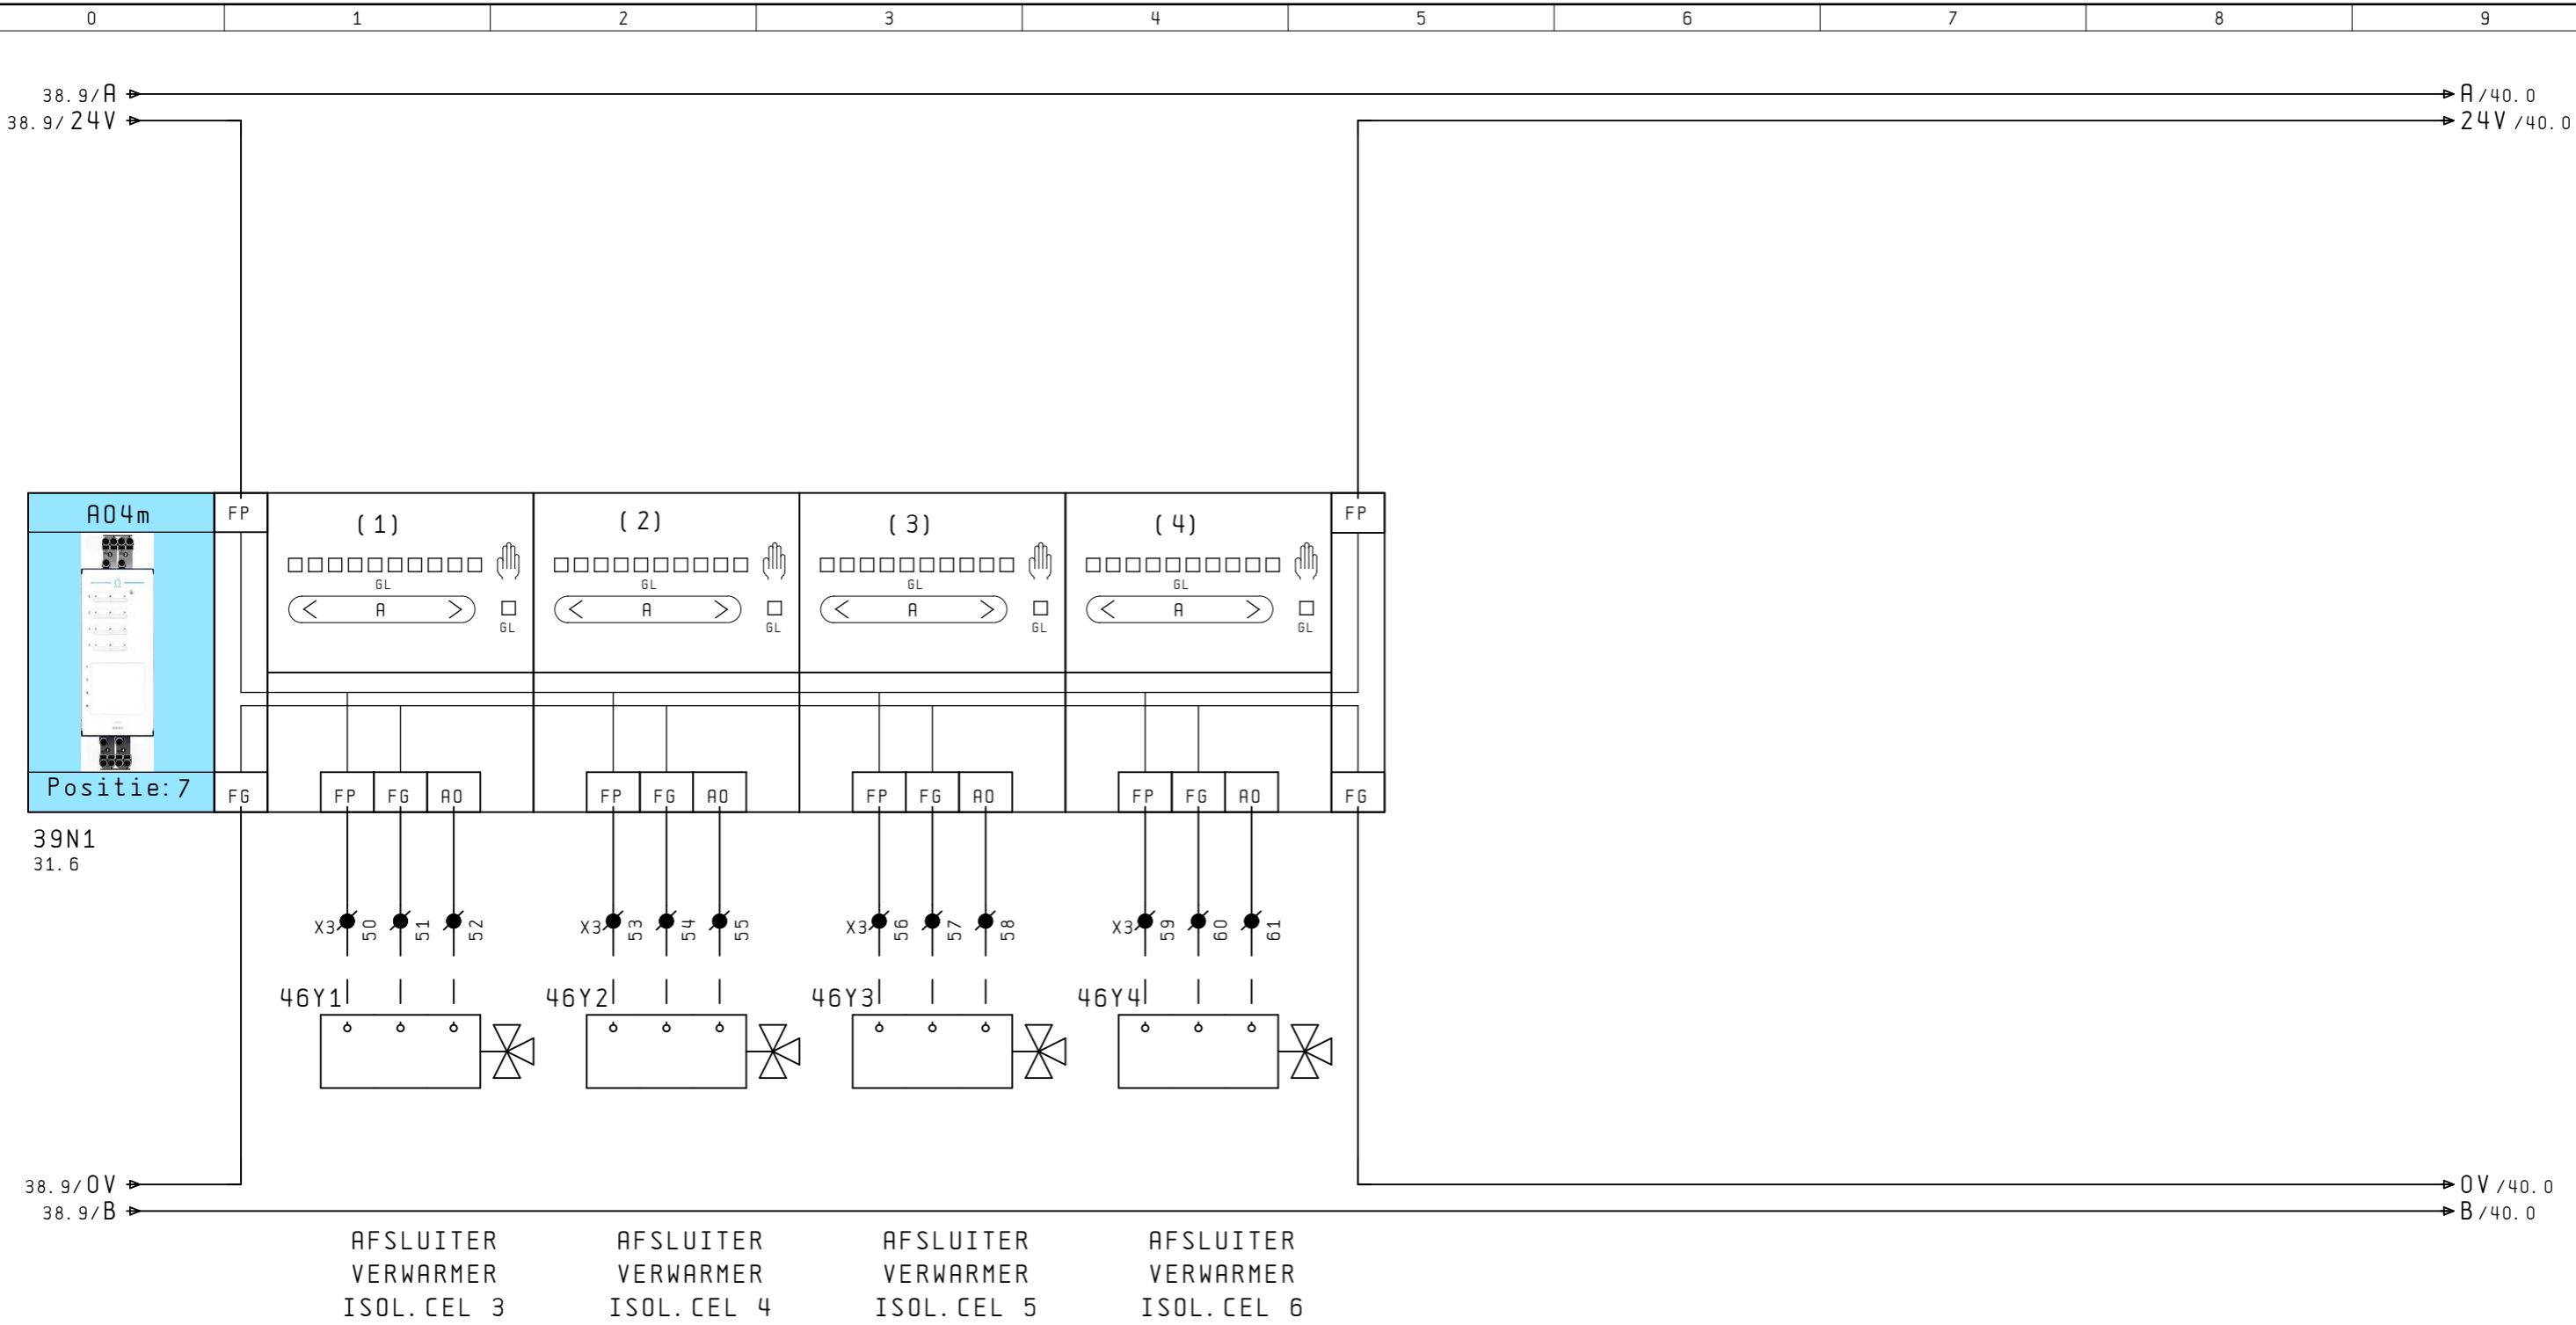 0 1 2 3 4 5 6 7 8 9
38.9/A A/40.0
38.9/24V 24V/40.0
AO4m FP (1) (2) (3) (4) FP
GL GL GL GL
< A > < A > < A > < A >
GL GL GL GL
Positie:7 FG FP FG AO FP FG AO FP FG AO FP FG AO FG
39N1
31.6
X3 50 51 52 X3 53 54 55 X3 56 57 58 X3 59 60 61
46Y1 46Y2 46Y3 46Y4
38.9/0V 0V/40.0
38.9/B B/40.0
AFSLUITER AFSLUITER AFSLUITER AFSLUITER
VERWARMER VERWARMER VERWARMER VERWARMER
ISOL.CEL 3 ISOL.CEL 4 ISOL.CEL 5 ISOL.CEL 6